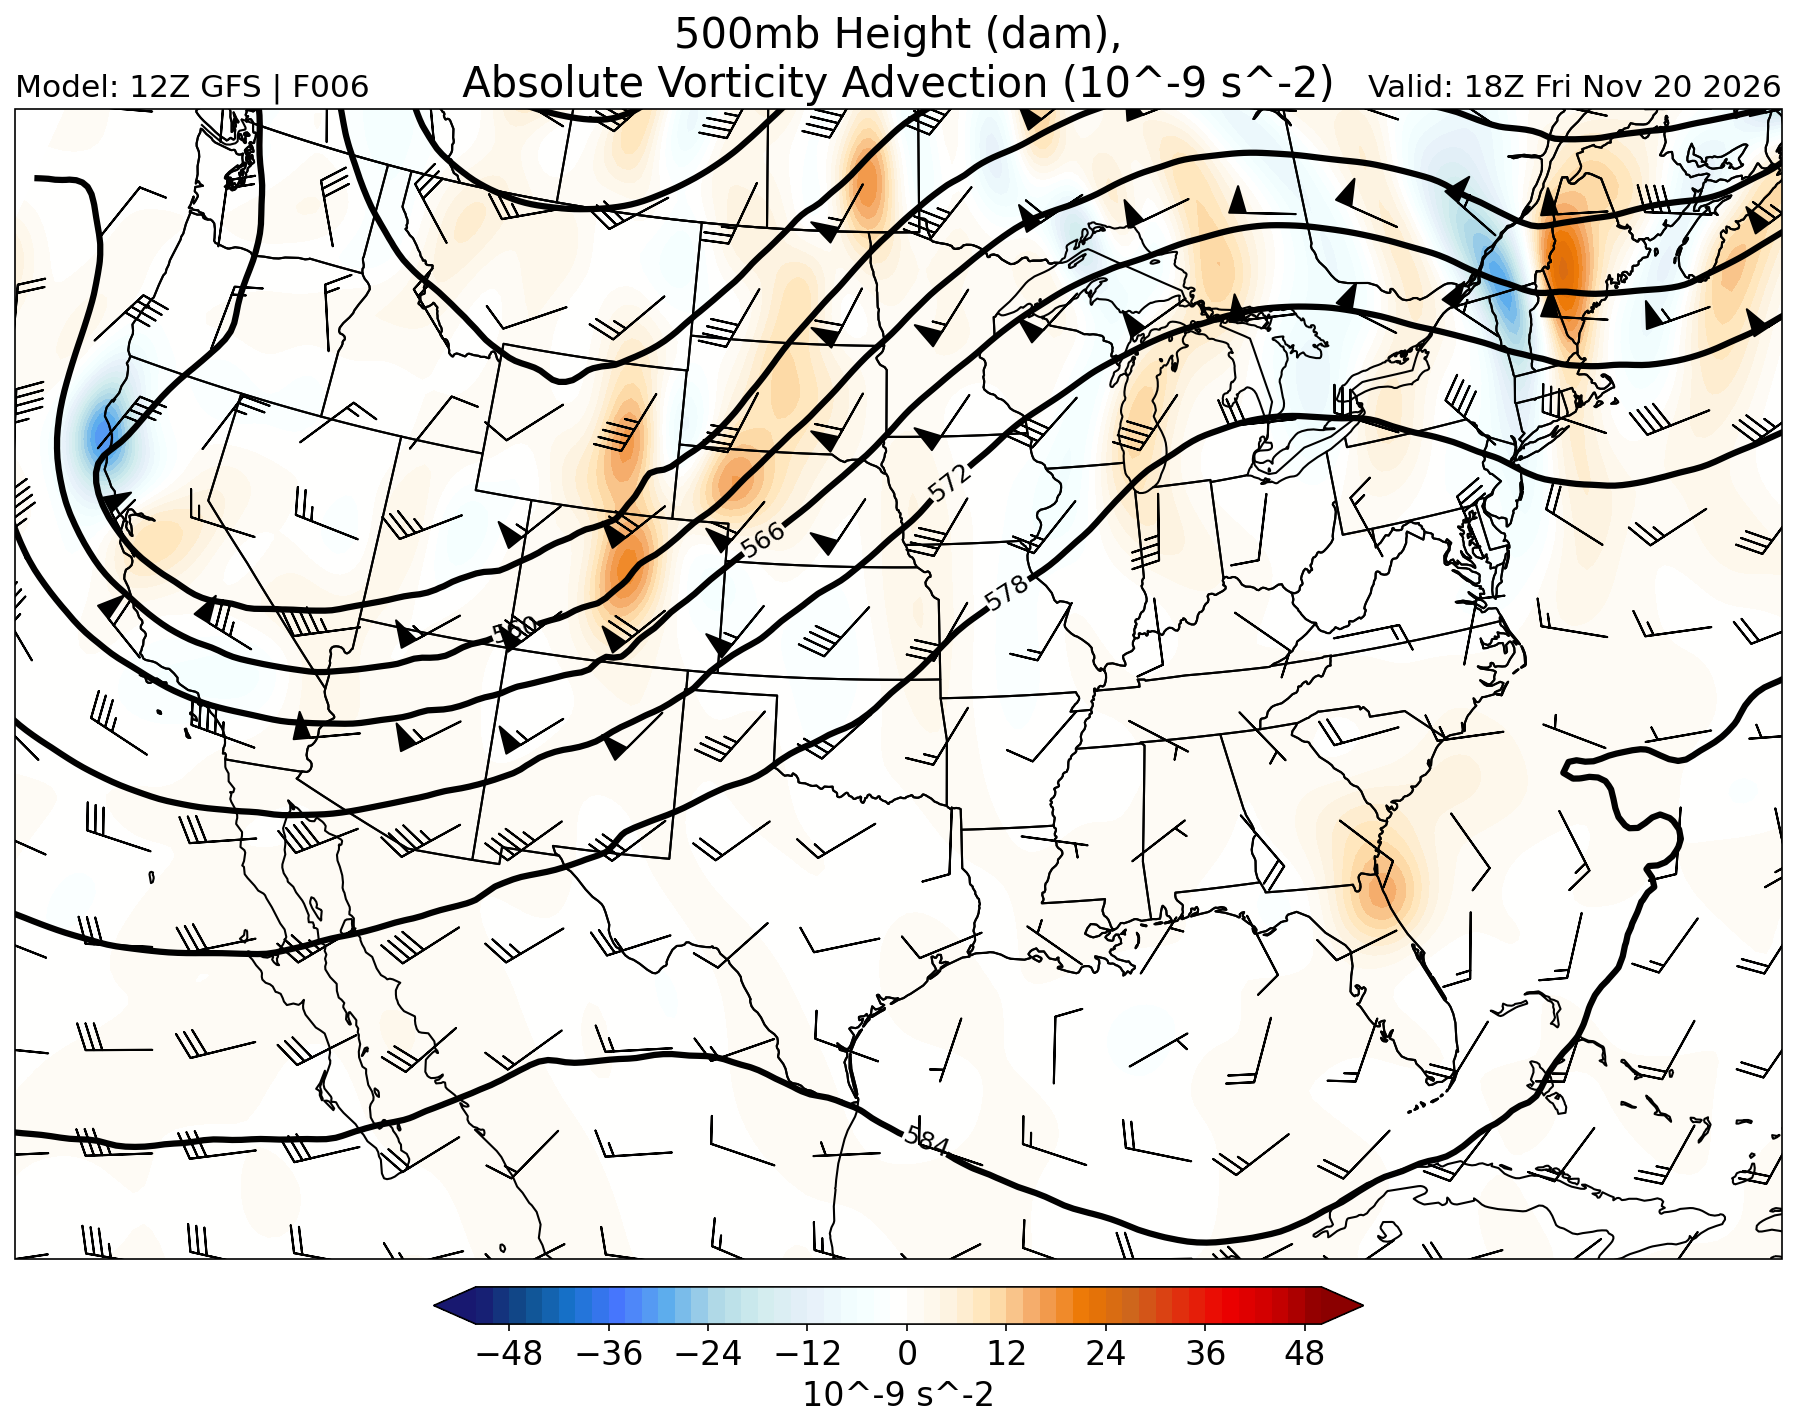 500mb Height (dam),
Model: 12Z GFS | F006 Absolute Vorticity Advection (10^-9 s^-2) Valid: 18Z Fri Nov 20 2026
572
566
578
560
584
−48 −36 −24 −12 0 12 24 36 48
10^-9 s^-2